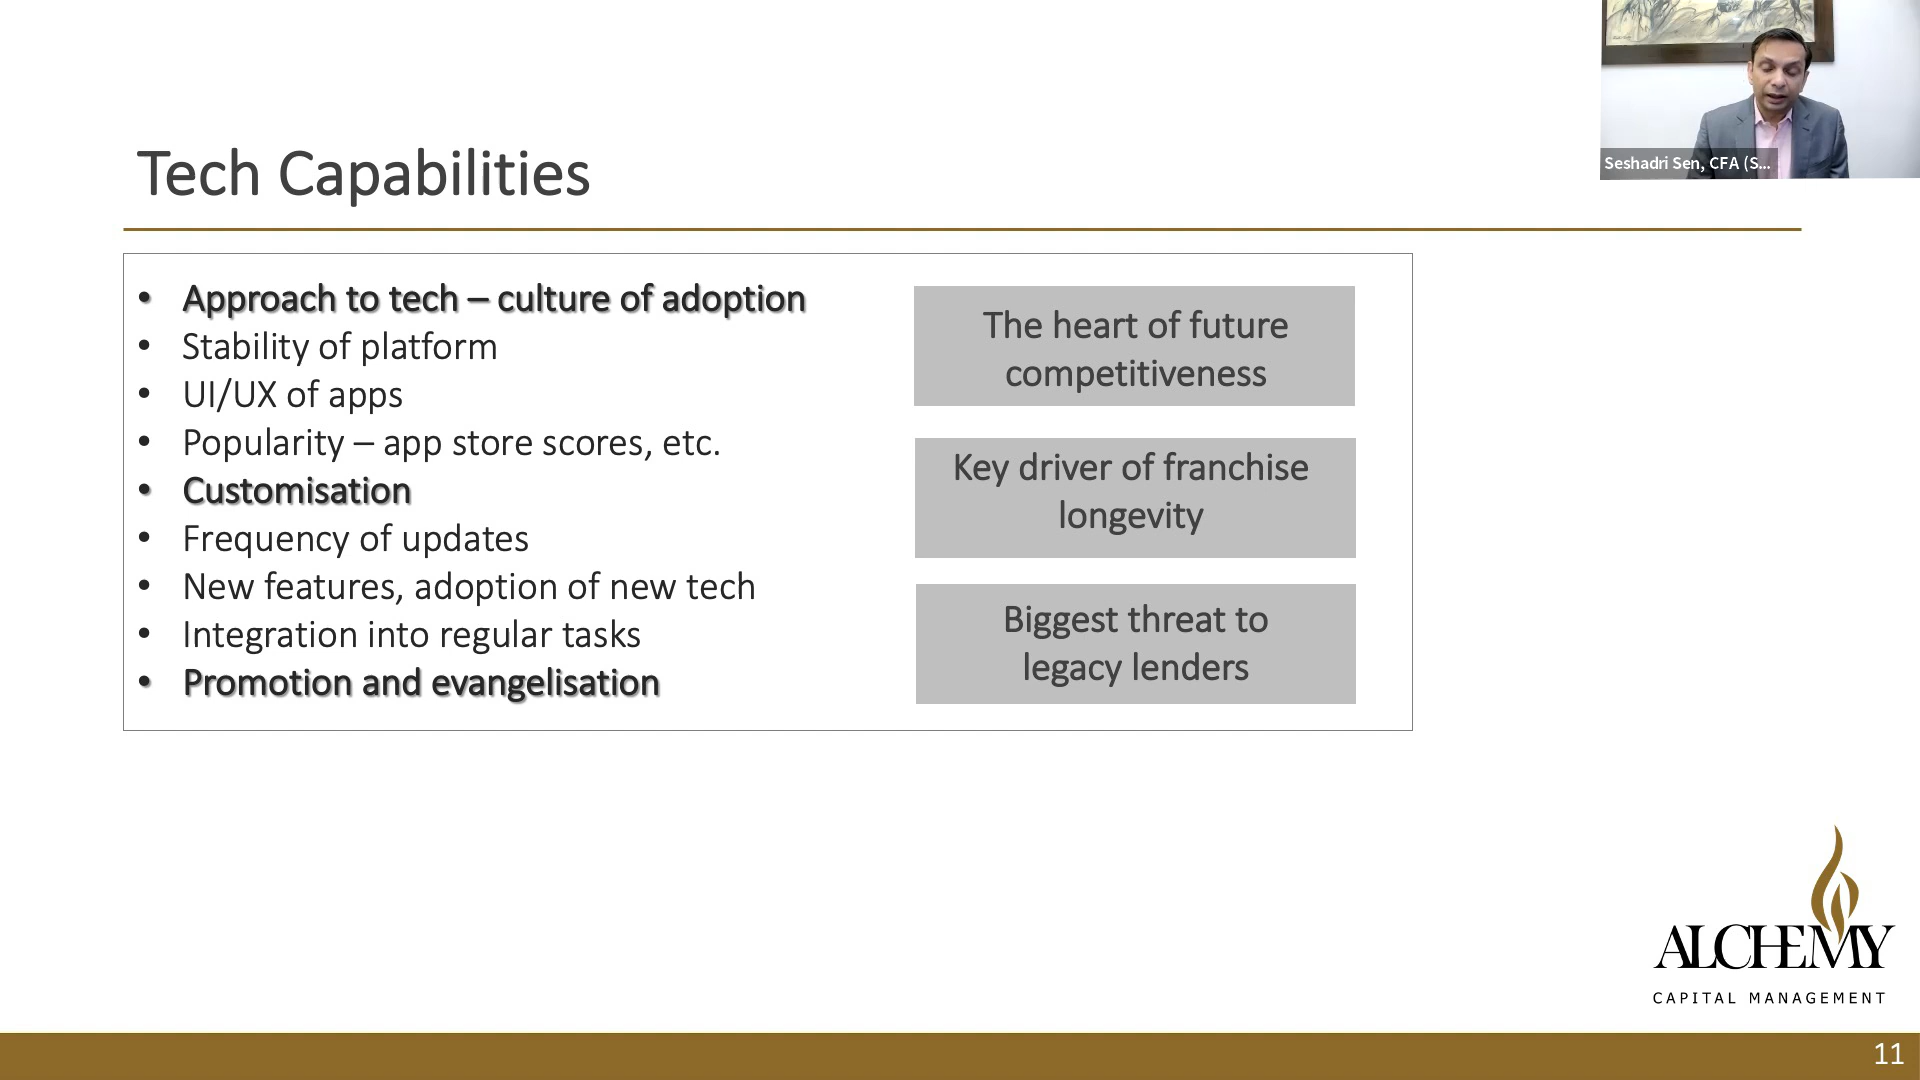 Seshadri Sen, CFA (S...
Tech Capabilities
• Approach to tech – culture of adoption
• Stability of platform
• UI/UX of apps
• Popularity – app store scores, etc.
• Customisation
• Frequency of updates
• New features, adoption of new tech
• Integration into regular tasks
• Promotion and evangelisation
The heart of future
competitiveness
Key driver of franchise
longevity
Biggest threat to
legacy lenders
ALCHEMY
CAPITAL MANAGEMENT
11